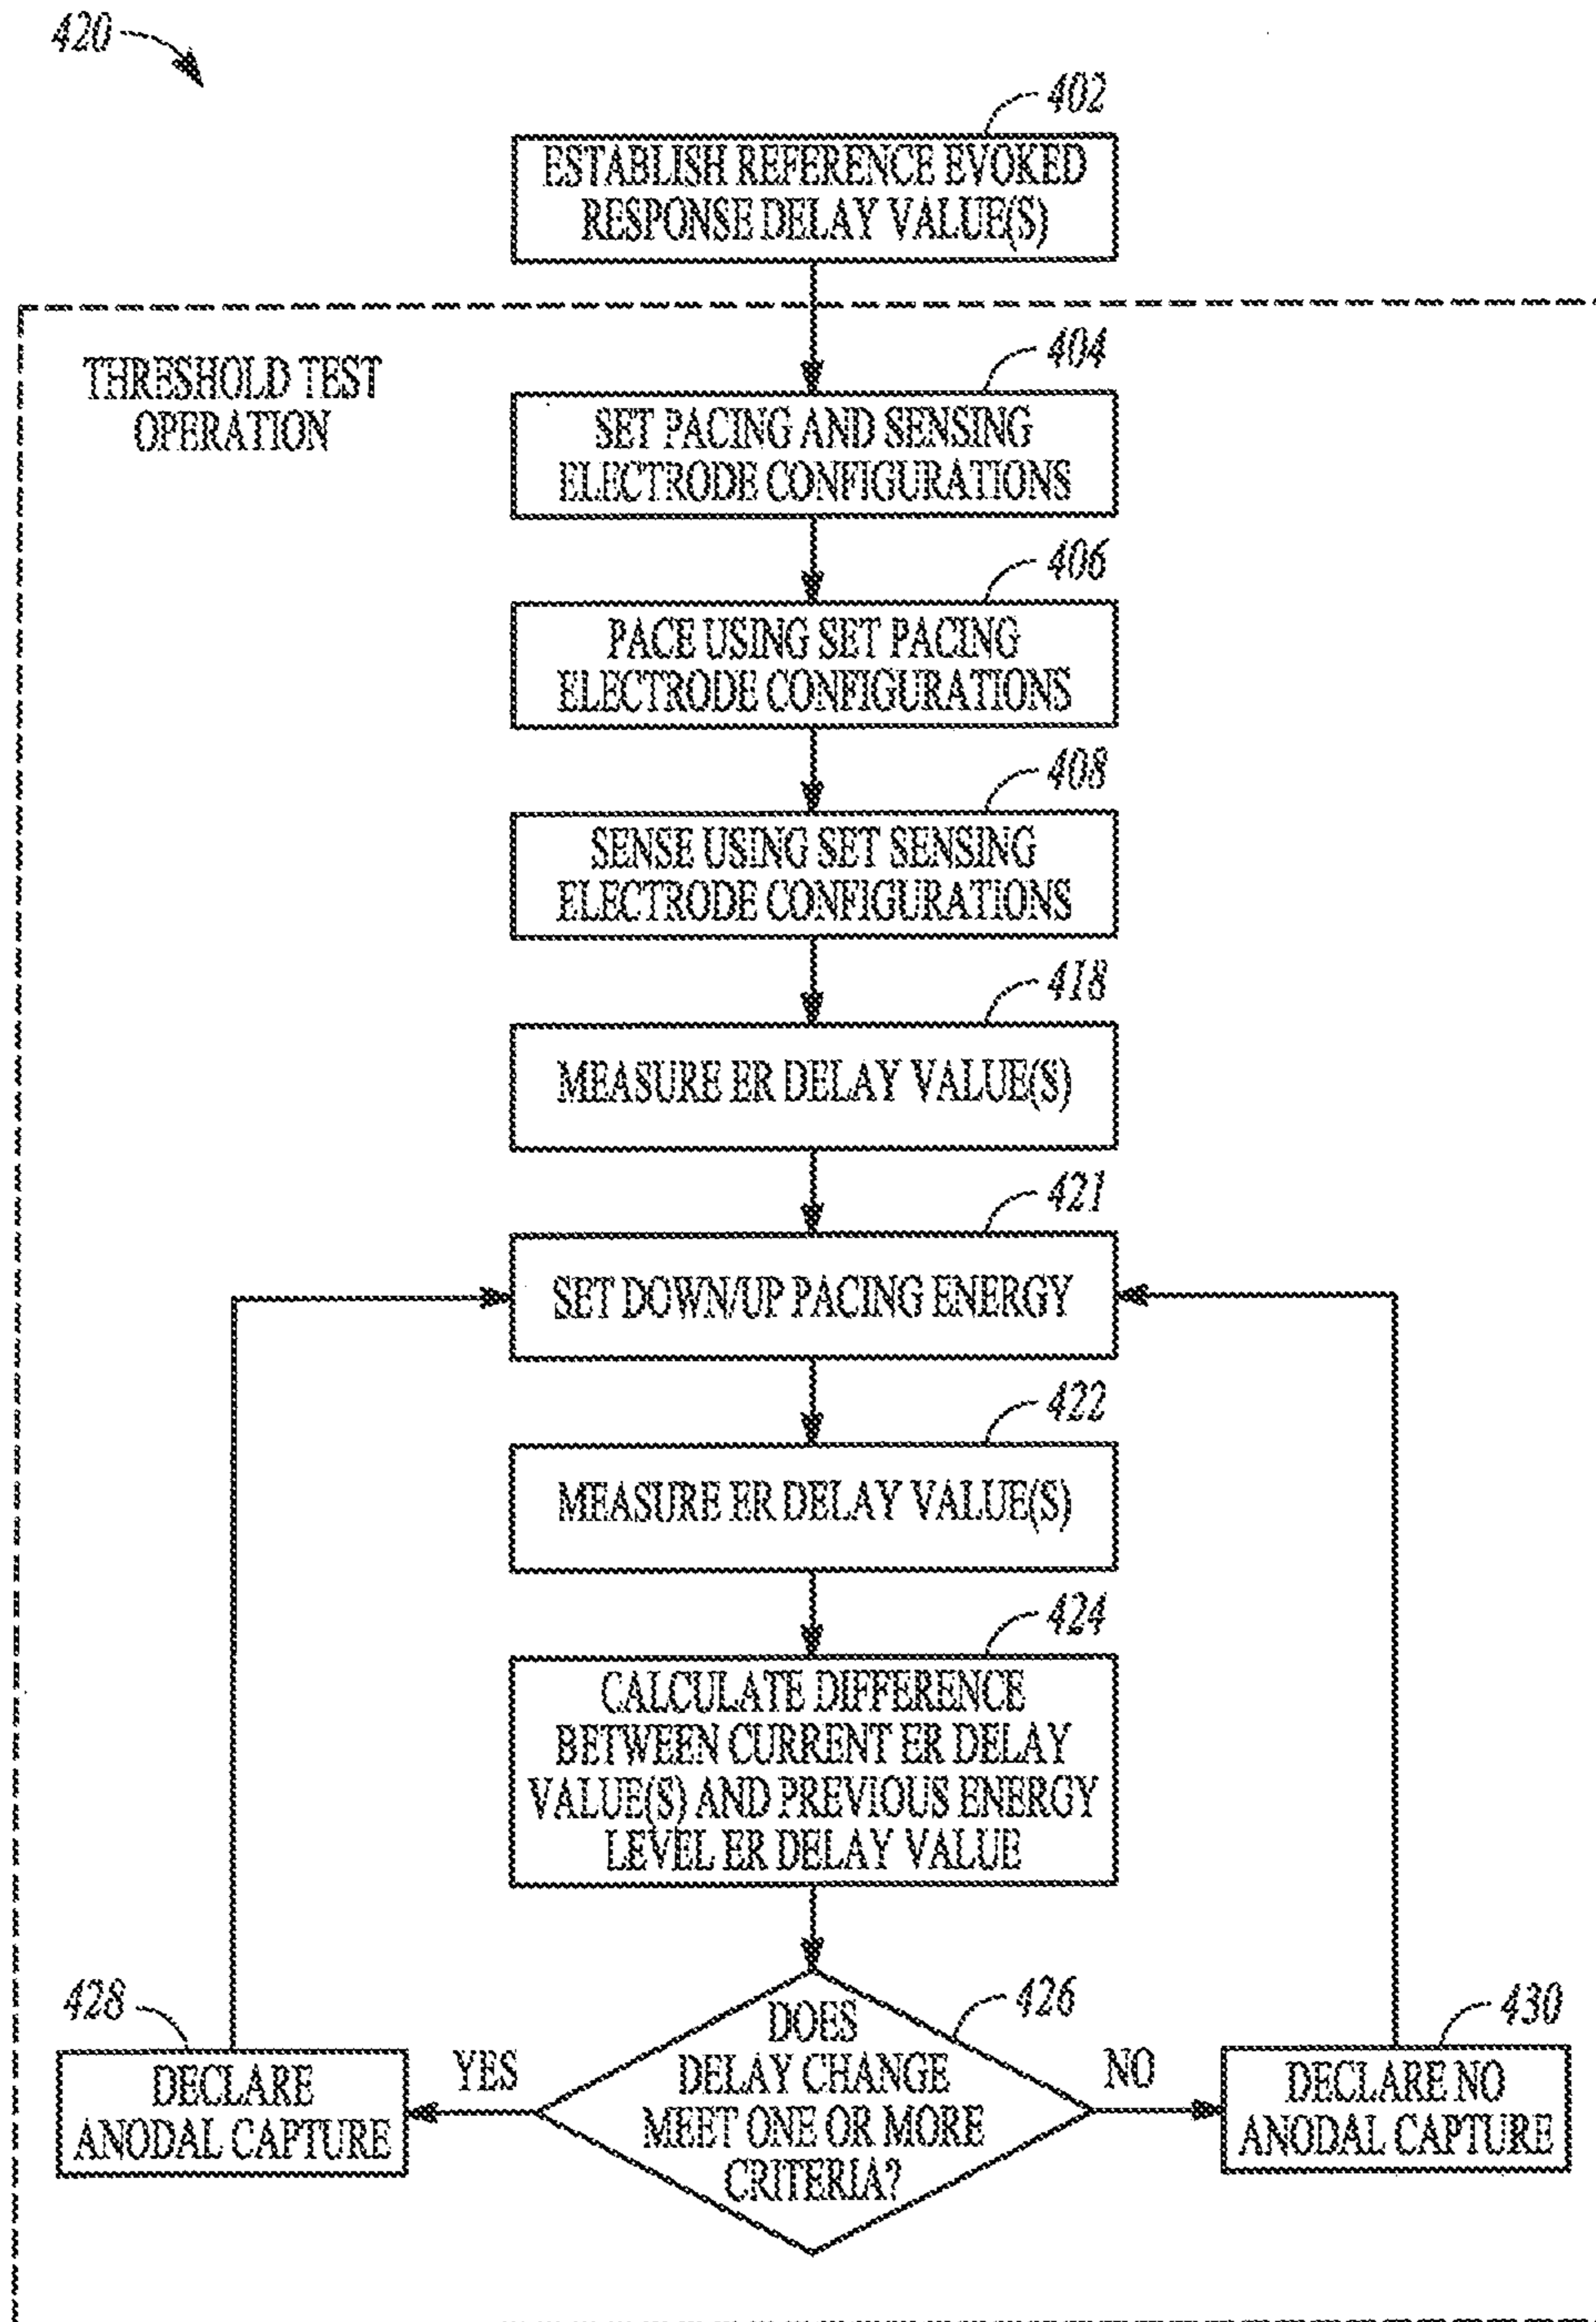 420
402
ESTABLISH REFERENCE EVOKED
RESPONSE DELAY VALUE(S)
THRESHOLD TEST
OPERATION
404
SET PACING AND SENSING
ELECTRODE CONFIGURATIONS
406
PACE USING SET PACING
ELECTRODE CONFIGURATIONS
408
SENSE USING SET SENSING
ELECTRODE CONFIGURATIONS
418
MEASURE ER DELAY VALUE(S)
421
SET DOWN/UP PACING ENERGY
422
MEASURE ER DELAY VALUE(S)
424
CALCULATE DIFFERENCE
BETWEEN CURRENT ER DELAY
VALUE(S) AND PREVIOUS ENERGY
LEVEL ER DELAY VALUE
426
DOES
DELAY CHANGE
MEET ONE OR MORE
CRITERIA?
YES
428
DECLARE
ANODAL CAPTURE
NO
430
DECLARE NO
ANODAL CAPTURE